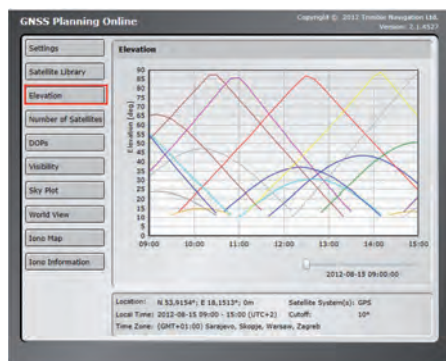 GNSS Planning Online
Copyright © 2012 Trimble Navigation Ltd.
Version: 2.1.4527
Settings
Satellite Library
Elevation
Number of Satellites
DOPs
Visibility
Sky Plot
World View
Iono Map
Iono Information
Elevation
Elevation [deg]
90
85
80
75
70
65
60
55
50
45
40
35
30
25
20
15
10
5
0
09:00 10:00 11:00 12:00 13:00 14:00 15:00
2012-08-15 09:00:00
Location: N 53,9154°; E 18,1513°; 0m Satellite System(s): GPS
Local Time: 2012-08-15 09:00 - 15:00 (UTC+2) Cutoff: 10°
Time Zone: (GMT+01:00) Sarajevo, Skopje, Warsaw, Zagreb